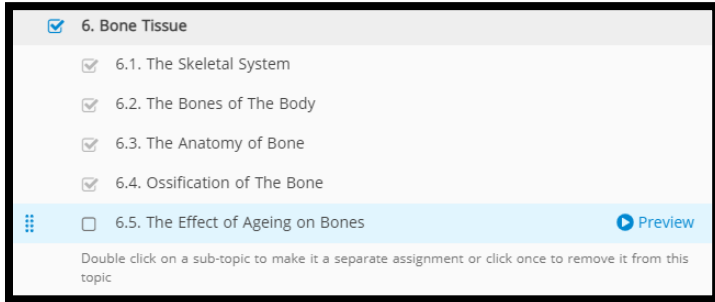 6. Bone Tissue
6.1. The Skeletal System
6.2. The Bones of The Body
6.3. The Anatomy of Bone
6.4. Ossification of The Bone
6.5. The Effect of Ageing on Bones Preview
Double click on a sub-topic to make it a separate assignment or click once to remove it from this
topic